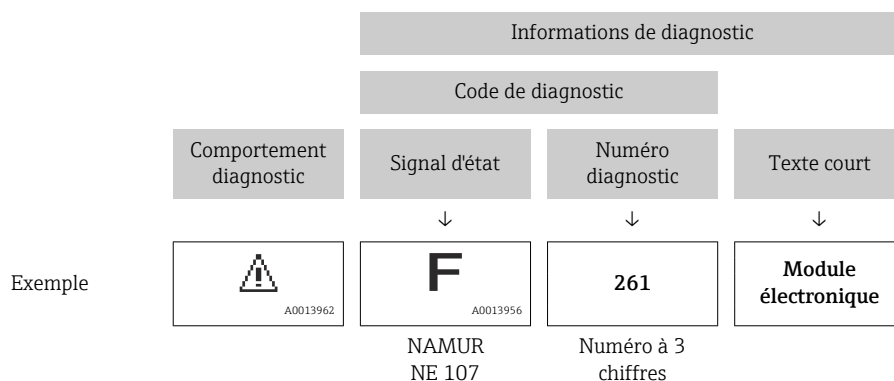 Informations de diagnostic
Code de diagnostic
Comportement
diagnostic
Signal d'état
Numéro
diagnostic
Texte court
↓
↓
↓
Exemple
A0013962
F
A0013956
261
Module
électronique
NAMUR
NE 107
Numéro à 3
chiffres